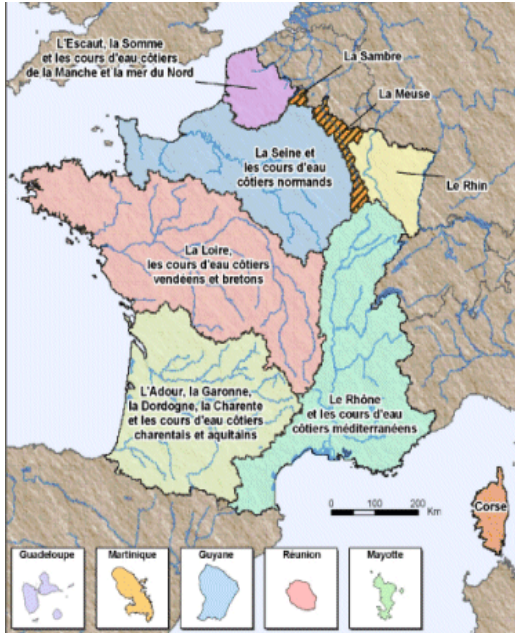 L'Escaut, la Somme
et les cours d'eau côtiers
de la Manche et la mer du Nord
La Sambre
La Meuse
La Seine et
les cours d'eau
côtiers normands
Le Rhin
La Loire,
les cours d'eau côtiers
vendéens et bretons
L'Adour, la Garonne,
la Dordogne, la Charente
et les cours d'eau côtiers
charentais et aquitains
Le Rhône
et les cours d'eau
côtiers méditerranéens
Corse
0 100 200
Km
Guadeloupe
Martinique
Guyane
Réunion
Mayotte